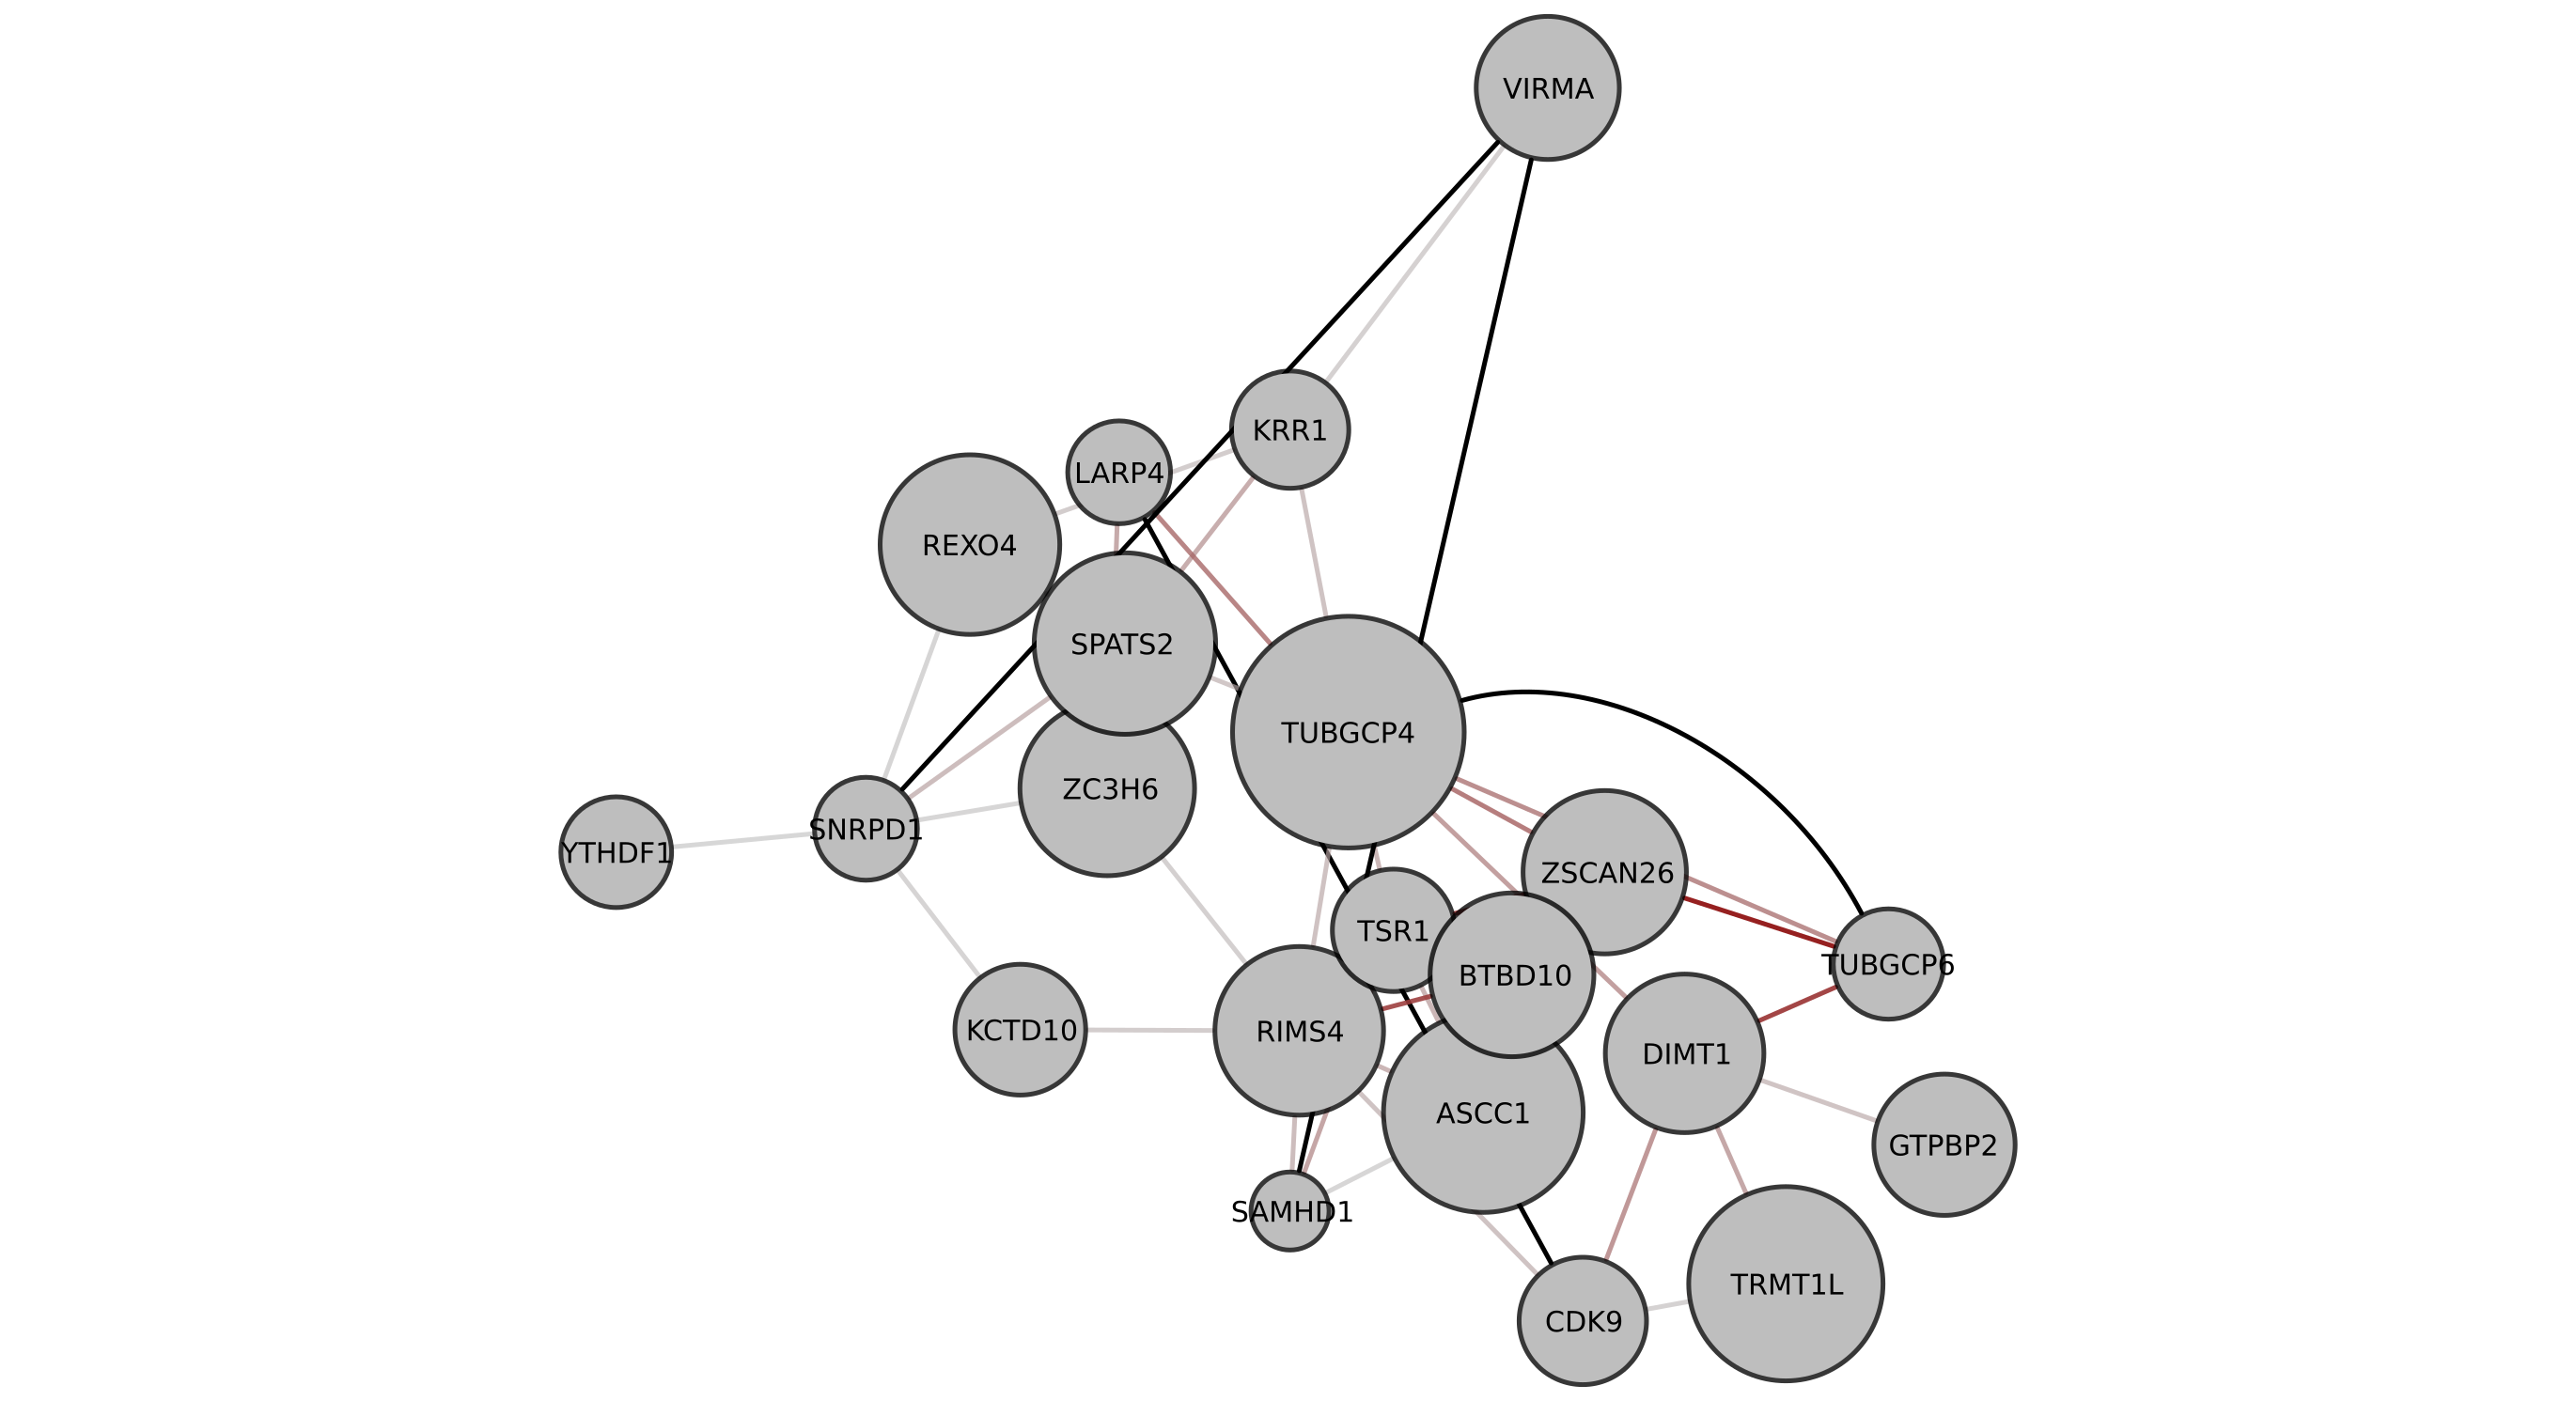 VIRMA
KRR1
LARP4
REXO4
SPATS2
TUBGCP4
ZC3H6
SNRPD1
YTHDF1
ZSCAN26
TSR1
TUBGCP6
BTBD10
KCTD10
RIMS4
DIMT1
ASCC1
GTPBP2
SAMHD1
TRMT1L
CDK9